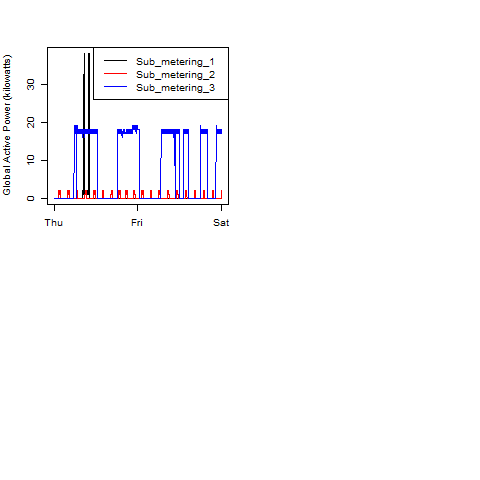 Global Active Power (kilowatts)
30
20
10
0
Sub_metering_1
Sub_metering_2
Sub_metering_3
Thu Fri Sat